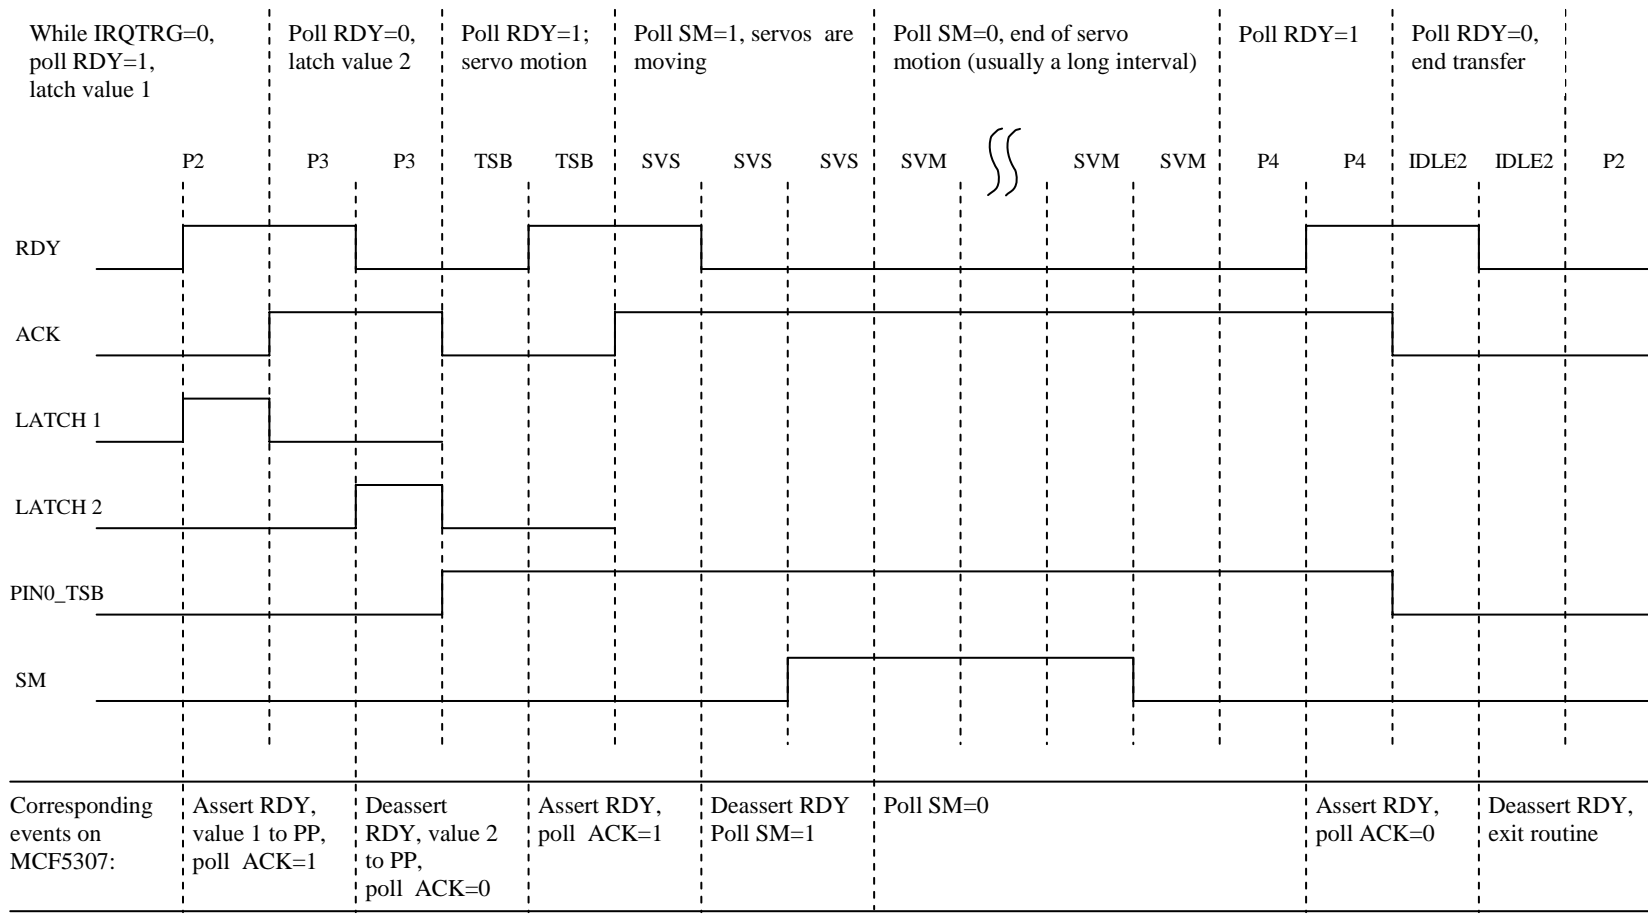 While IRQTRG=0,
poll RDY=1,
latch value 1
Poll RDY=0,
latch value 2
Poll RDY=1;
servo motion
Poll SM=1, servos are
moving
Poll SM=0, end of servo
motion (usually a long interval)
Poll RDY=1
Poll RDY=0,
end transfer
P2 P3 P3 TSB TSB SVS SVS SVS SVM SVM SVM P4 P4 IDLE2 IDLE2 P2
RDY
ACK
LATCH 1
LATCH 2
PIN0_TSB
SM
Corresponding
events on
MCF5307:
Assert RDY,
value 1 to PP,
poll ACK=1
Deassert
RDY, value 2
to PP,
poll ACK=0
Assert RDY,
poll ACK=1
Deassert RDY
Poll SM=1
Poll SM=0
Assert RDY,
poll ACK=0
Deassert RDY,
exit routine